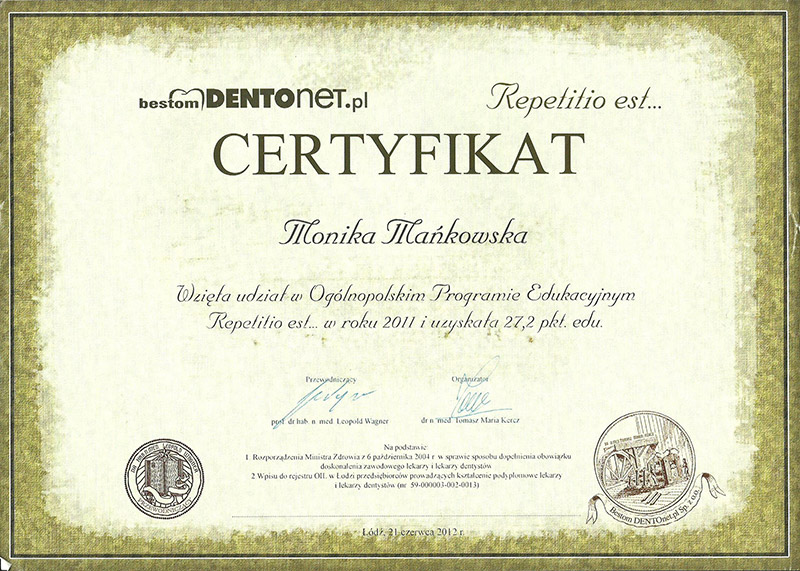 bestom DENTOnet.pl
Repetitio est...
CERTYFIKAT
Monika Mańkowska
Wzięła udział w Ogólnopolskim Programie Edukacyjnym
Repetitio est... w roku 2011 i uzyskała 27,2 pkt. edu.
Przewodniczący
Organizator
prof. dr hab. n. med. Leopold Wagner
dr n. med. Tomasz Maria Kercz
Na podstawie
1. Rozporządzenia Ministra Zdrowia z 6 października 2004 r. w sprawie sposobu dopełnienia obowiązku
doskonalenia zawodowego lekarzy i lekarzy dentystów
2 Wpisu do rejestru OIL w Łodzi przedsiębiorców prowadzących kształcenie podyplomowe lekarzy
i lekarzy dentystów (nr 59-000003-002-0013)
PRZEWODNICZĄCY
Bestom DENTOnet.pl Sp. z o.o.
Łódź, 21 czerwca 2012 r.